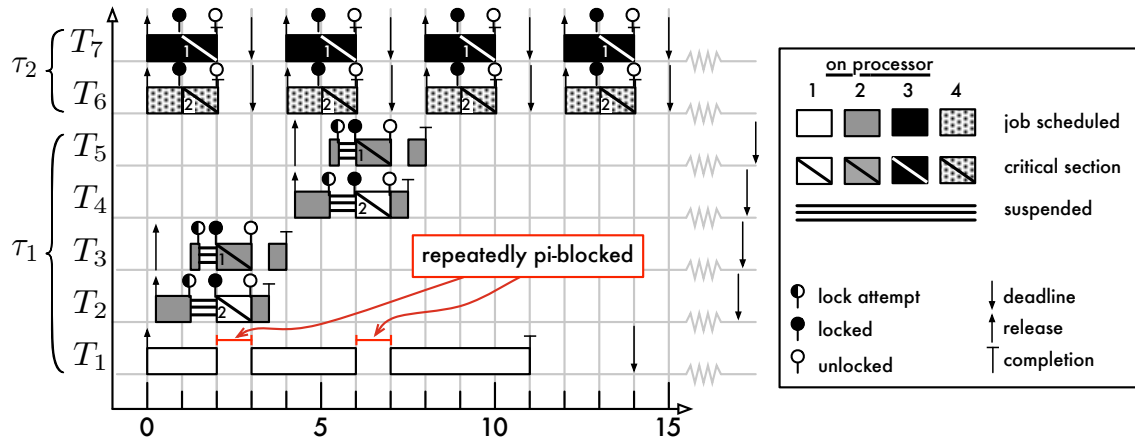 τ2
T7
1
1
1
1
T6
2
2
2
2
τ1
T5
1
T4
2
T3
1
repeatedly pi-blocked
T2
2
T1
0
5
10
15
on processor
1 2 3 4
job scheduled
critical section
suspended
lock attempt
locked
unlocked
deadline
release
completion